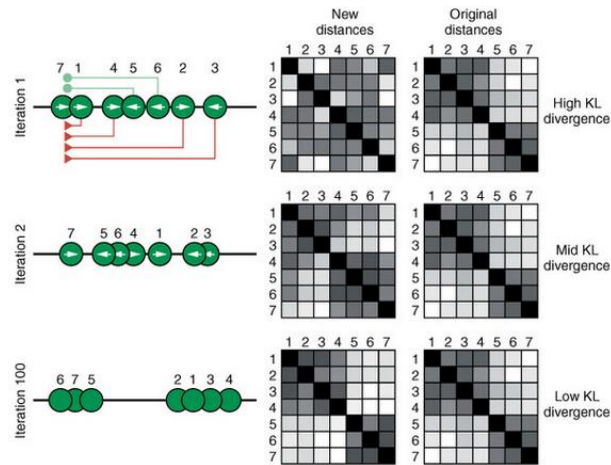 New
distances
Original
distances
Iteration 1
7 1 4 5 6 2 3
1 2 3 4 5 6 7
1
2
3
4
5
6
7
1 2 3 4 5 6 7
1
2
3
4
5
6
7
High KL
divergence
Iteration 2
7 5 6 4 1 2 3
1 2 3 4 5 6 7
1
2
3
4
5
6
7
1 2 3 4 5 6 7
1
2
3
4
5
6
7
Mid KL
divergence
Iteration 100
6 7 5 2 1 3 4
1 2 3 4 5 6 7
1
2
3
4
5
6
7
1 2 3 4 5 6 7
1
2
3
4
5
6
7
Low KL
divergence